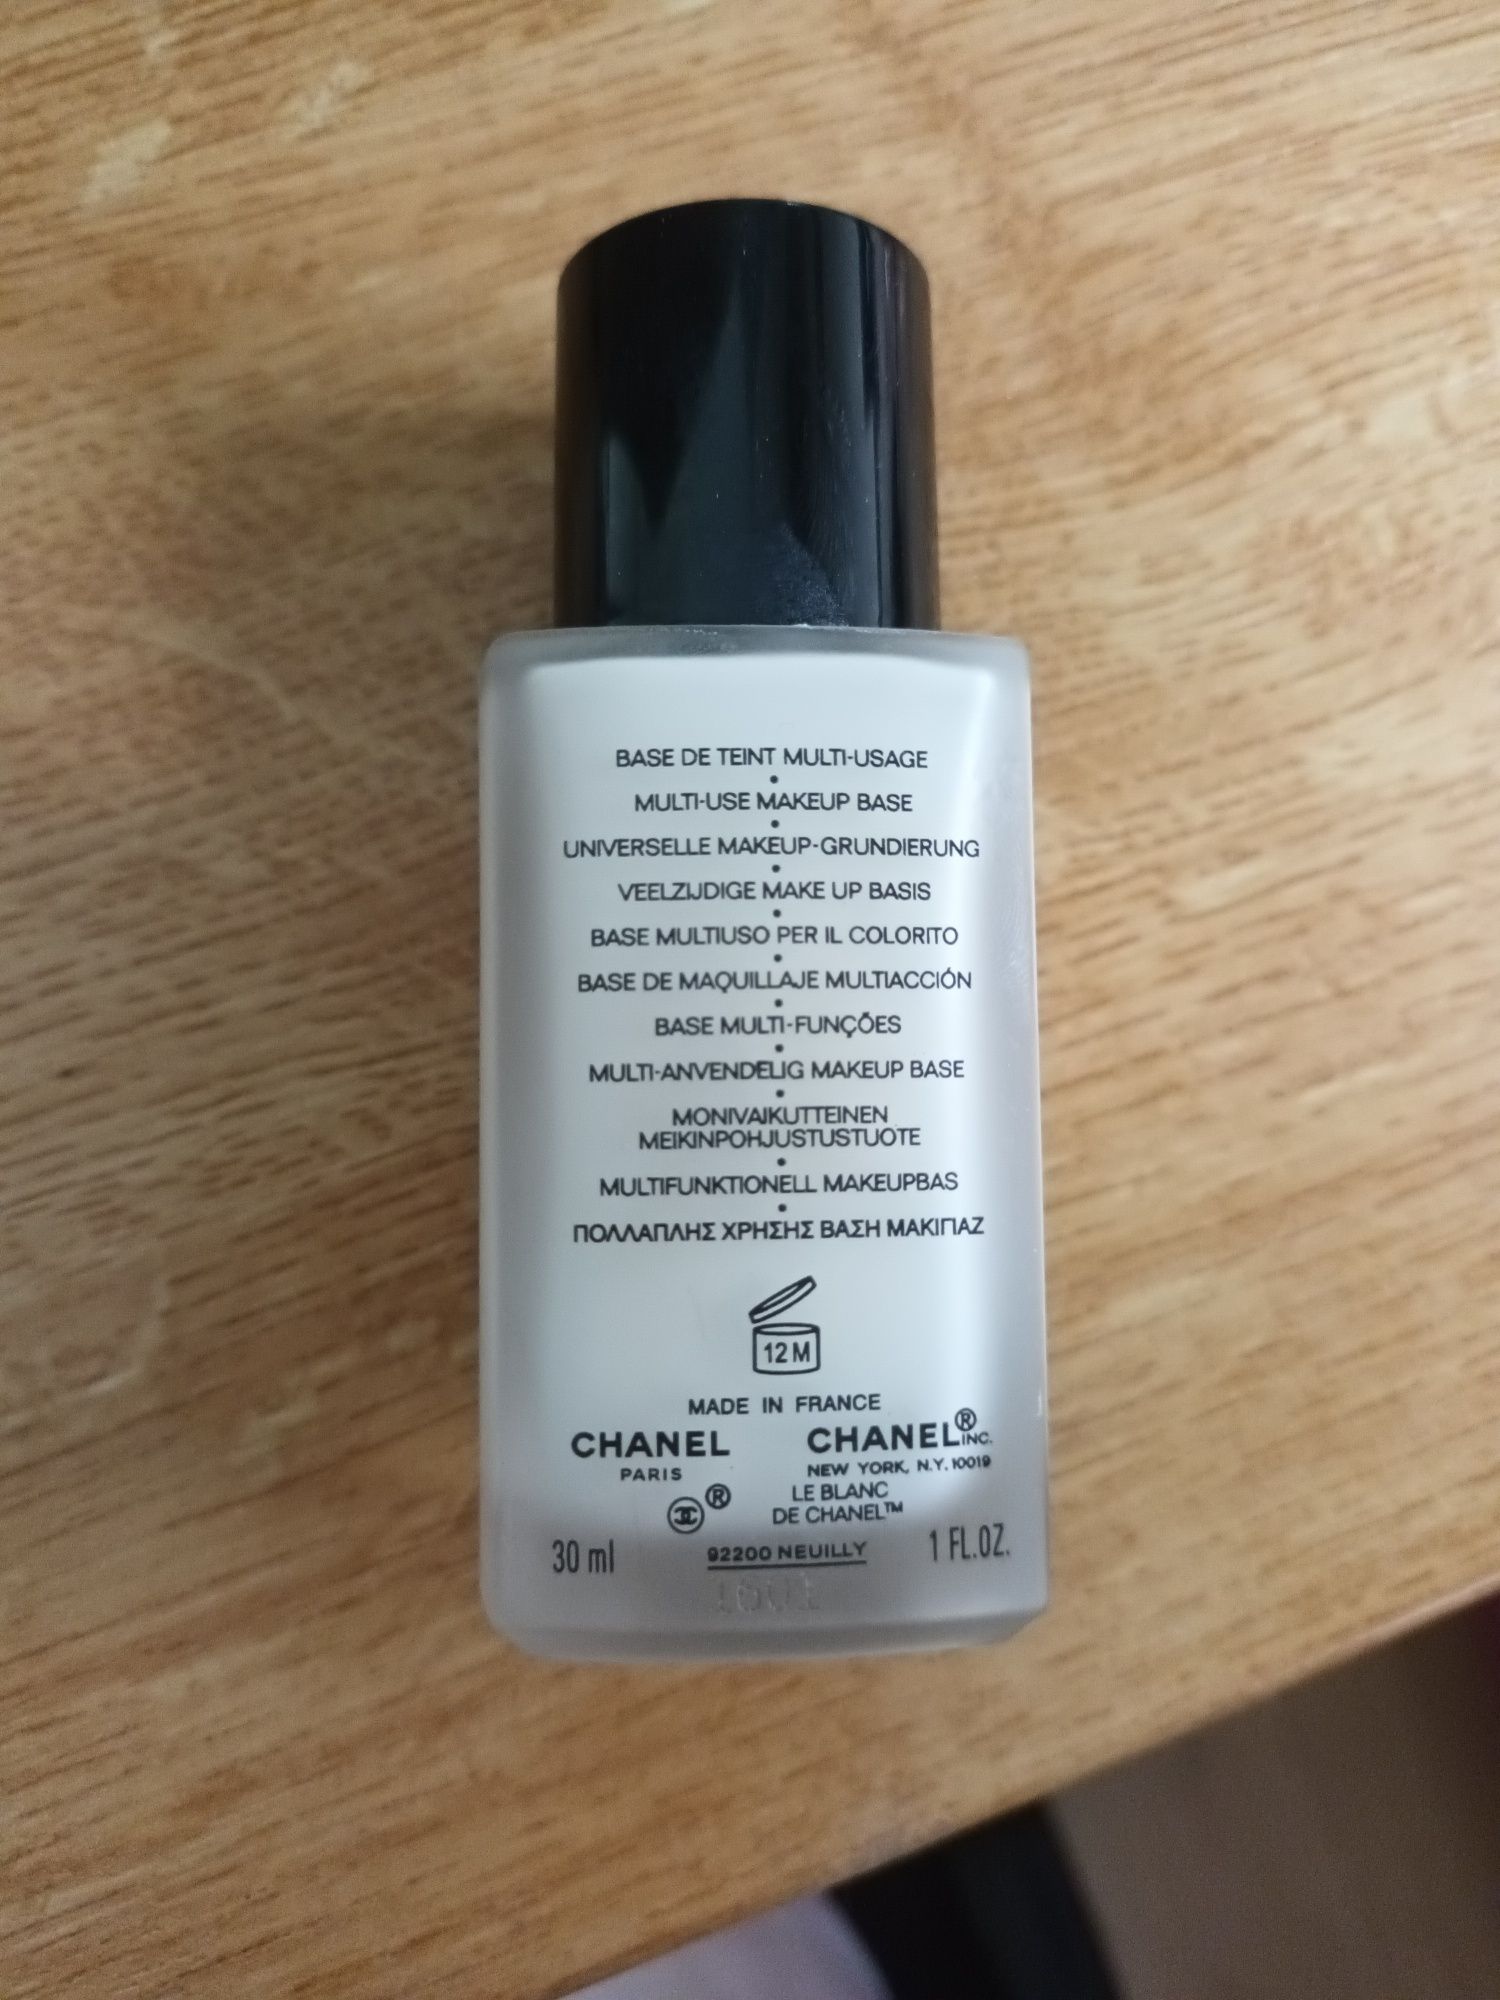 BASE DE TEINT MULTI-USAGE
MULTI-USE MAKEUP BASE
UNIVERSELLE MAKEUP-GRUNDIERUNG
VEELZIJDIGE MAKE UP BASIS
BASE MULTIUSO PER IL COLORITO
BASE DE MAQUILLAJE MULTIACCIÓN
BASE MULTI-FUNÇÕES
MULTI-ANVENDELIG MAKEUP BASE
MONIVAIKUTTEINEN
MEIKINPOHJUSTUSTUOTE
MULTIFUNKTIONELL MAKEUPBAS
ΠΟΛΛΑΠΛΗΣ ΧΡΗΣΗΣ ΒΑΣΗ ΜΑΚΙΓΙΑΖ
12 M
MADE IN FRANCE
CHANEL CHANEL® INC.
PARIS NEW YORK, N.Y. 10019
® LE BLANC
DE CHANEL™
30 ml 92200 NEUILLY 1 FL.OZ.
1601